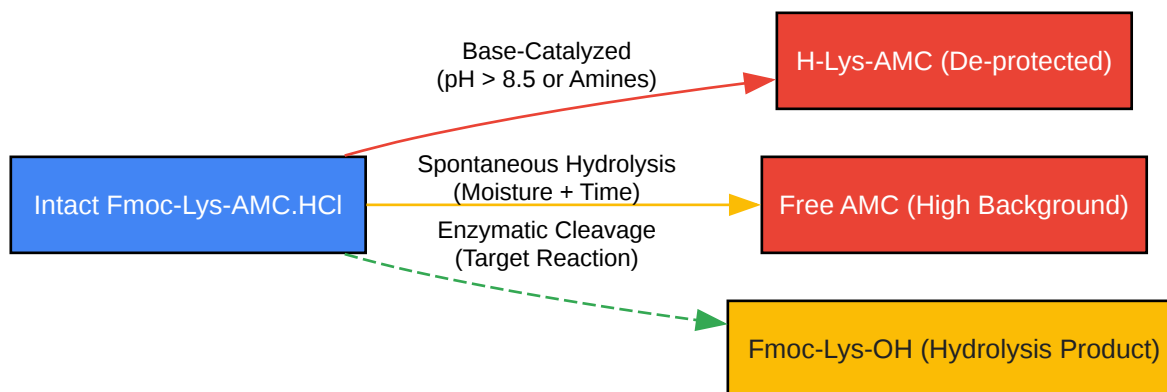 Base-Catalyzed
(pH > 8.5 or Amines)
H-Lys-AMC (De-protected)
Intact Fmoc-Lys-AMC.HCl
Spontaneous Hydrolysis
(Moisture + Time)
Free AMC (High Background)
Enzymatic Cleavage
(Target Reaction)
Fmoc-Lys-OH (Hydrolysis Product)